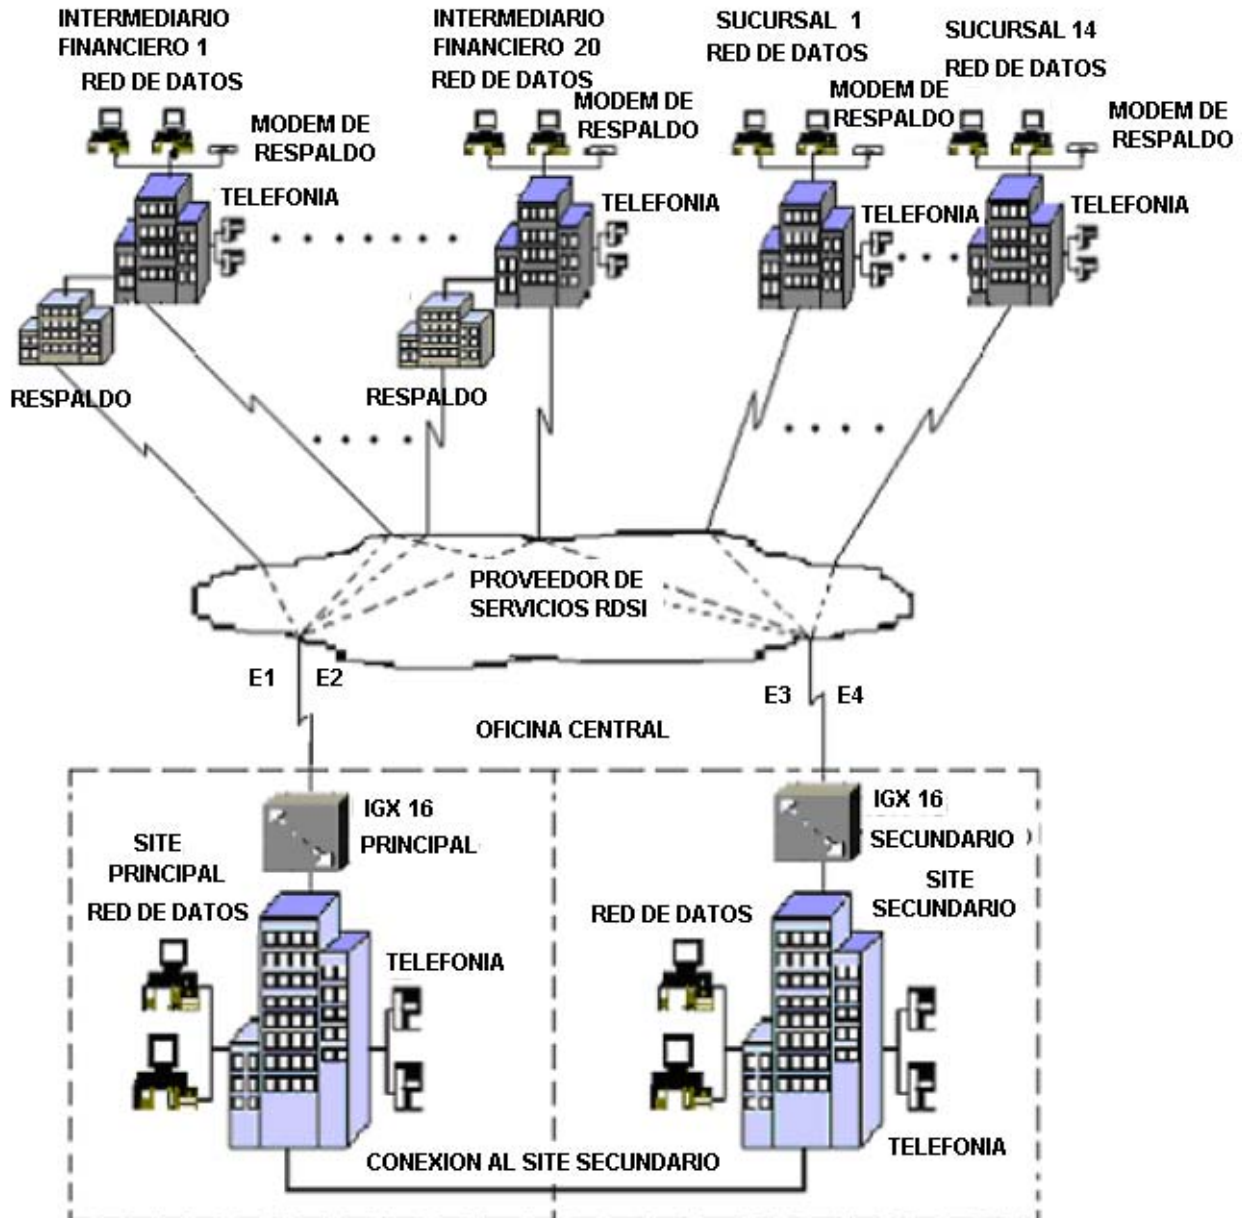 INTERMEDIARIO
FINANCIERO 1
RED DE DATOS
MODEM DE
RESPALDO
TELEFONIA
RESPALDO
INTERMEDIARIO
FINANCIERO 20
RED DE DATOS
MODEM DE
RESPALDO
TELEFONIA
RESPALDO
SUCURSAL 1
RED DE DATOS
MODEM DE
RESPALDO
TELEFONIA
SUCURSAL 14
RED DE DATOS
MODEM DE
RESPALDO
TELEFONIA
PROVEEDOR DE
SERVICIOS RDSI
E1 E2
E3 E4
OFICINA CENTRAL
IGX 16
PRINCIPAL
SITE
PRINCIPAL
RED DE DATOS
TELEFONIA
IGX 16
SECUNDARIO )
SITE
SECUNDARIO
RED DE DATOS
TELEFONIA
CONEXION AL SITE SECUNDARIO